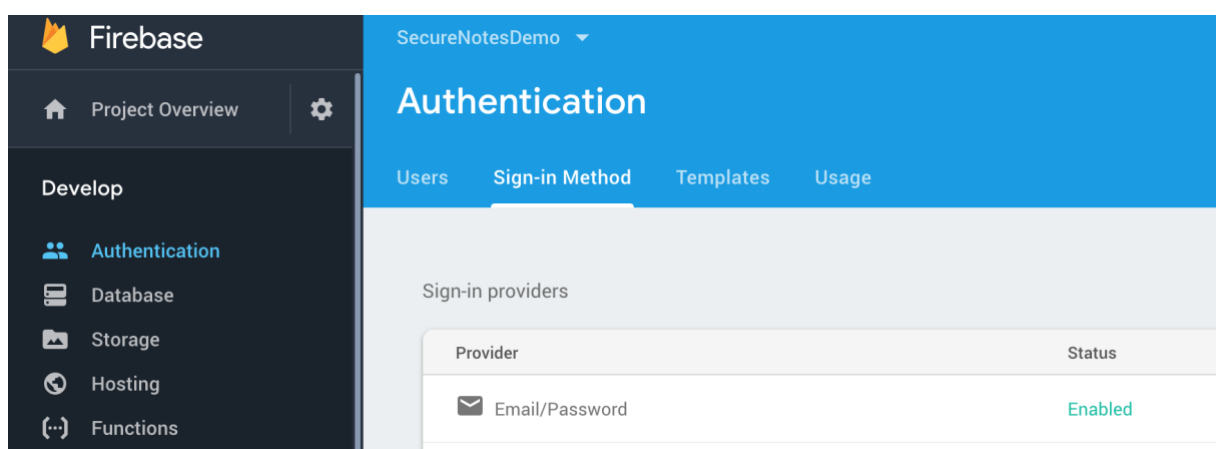 Firebase
Project Overview
Develop
Authentication
Database
Storage
Hosting
Functions
SecureNotesDemo
Authentication
Users Sign-in Method Templates Usage
Sign-in providers
Provider Status
Email/Password Enabled